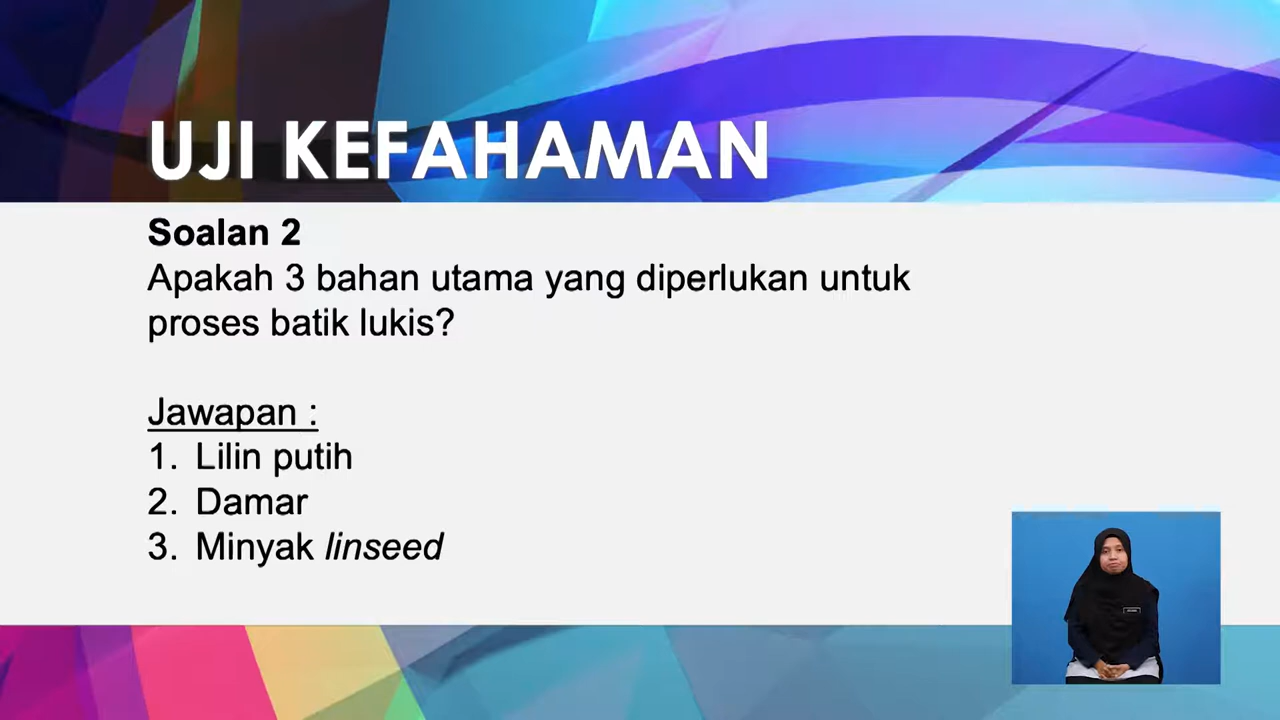 UJI KEFAHAMAN
Soalan 2
Apakah 3 bahan utama yang diperlukan untuk
proses batik lukis?
Jawapan :
1. Lilin putih
2. Damar
3. Minyak linseed